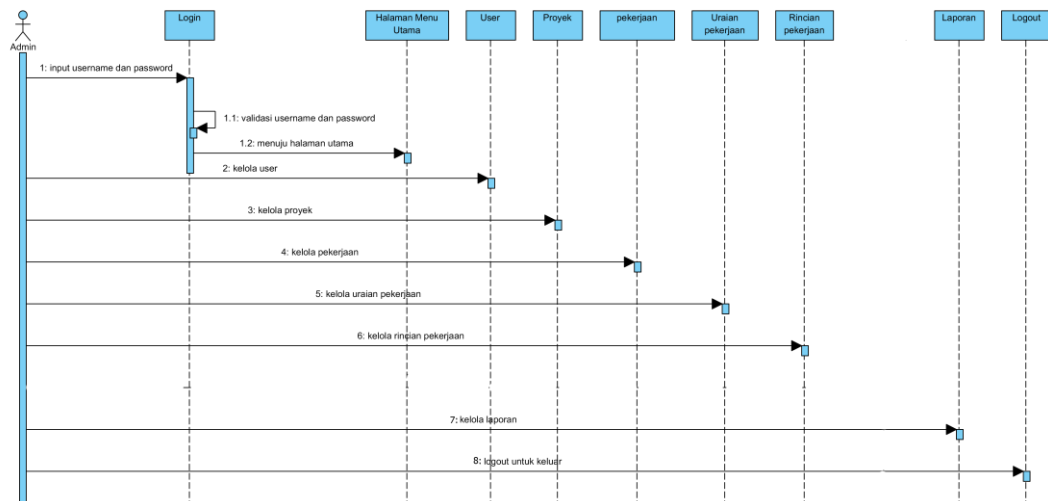 Admin
Login
Halaman Menu
Utama
User
Proyek
pekerjaan
Uraian
pekerjaan
Rincian
pekerjaan
Laporan
Logout
1: input username dan password
1.1: validasi username dan password
1.2: menuju halaman utama
2: kelola user
3: kelola proyek
4: kelola pekerjaan
5: kelola uraian pekerjaan
6: kelola rincian pekerjaan
7: kelola laporan
8: logout untuk keluar